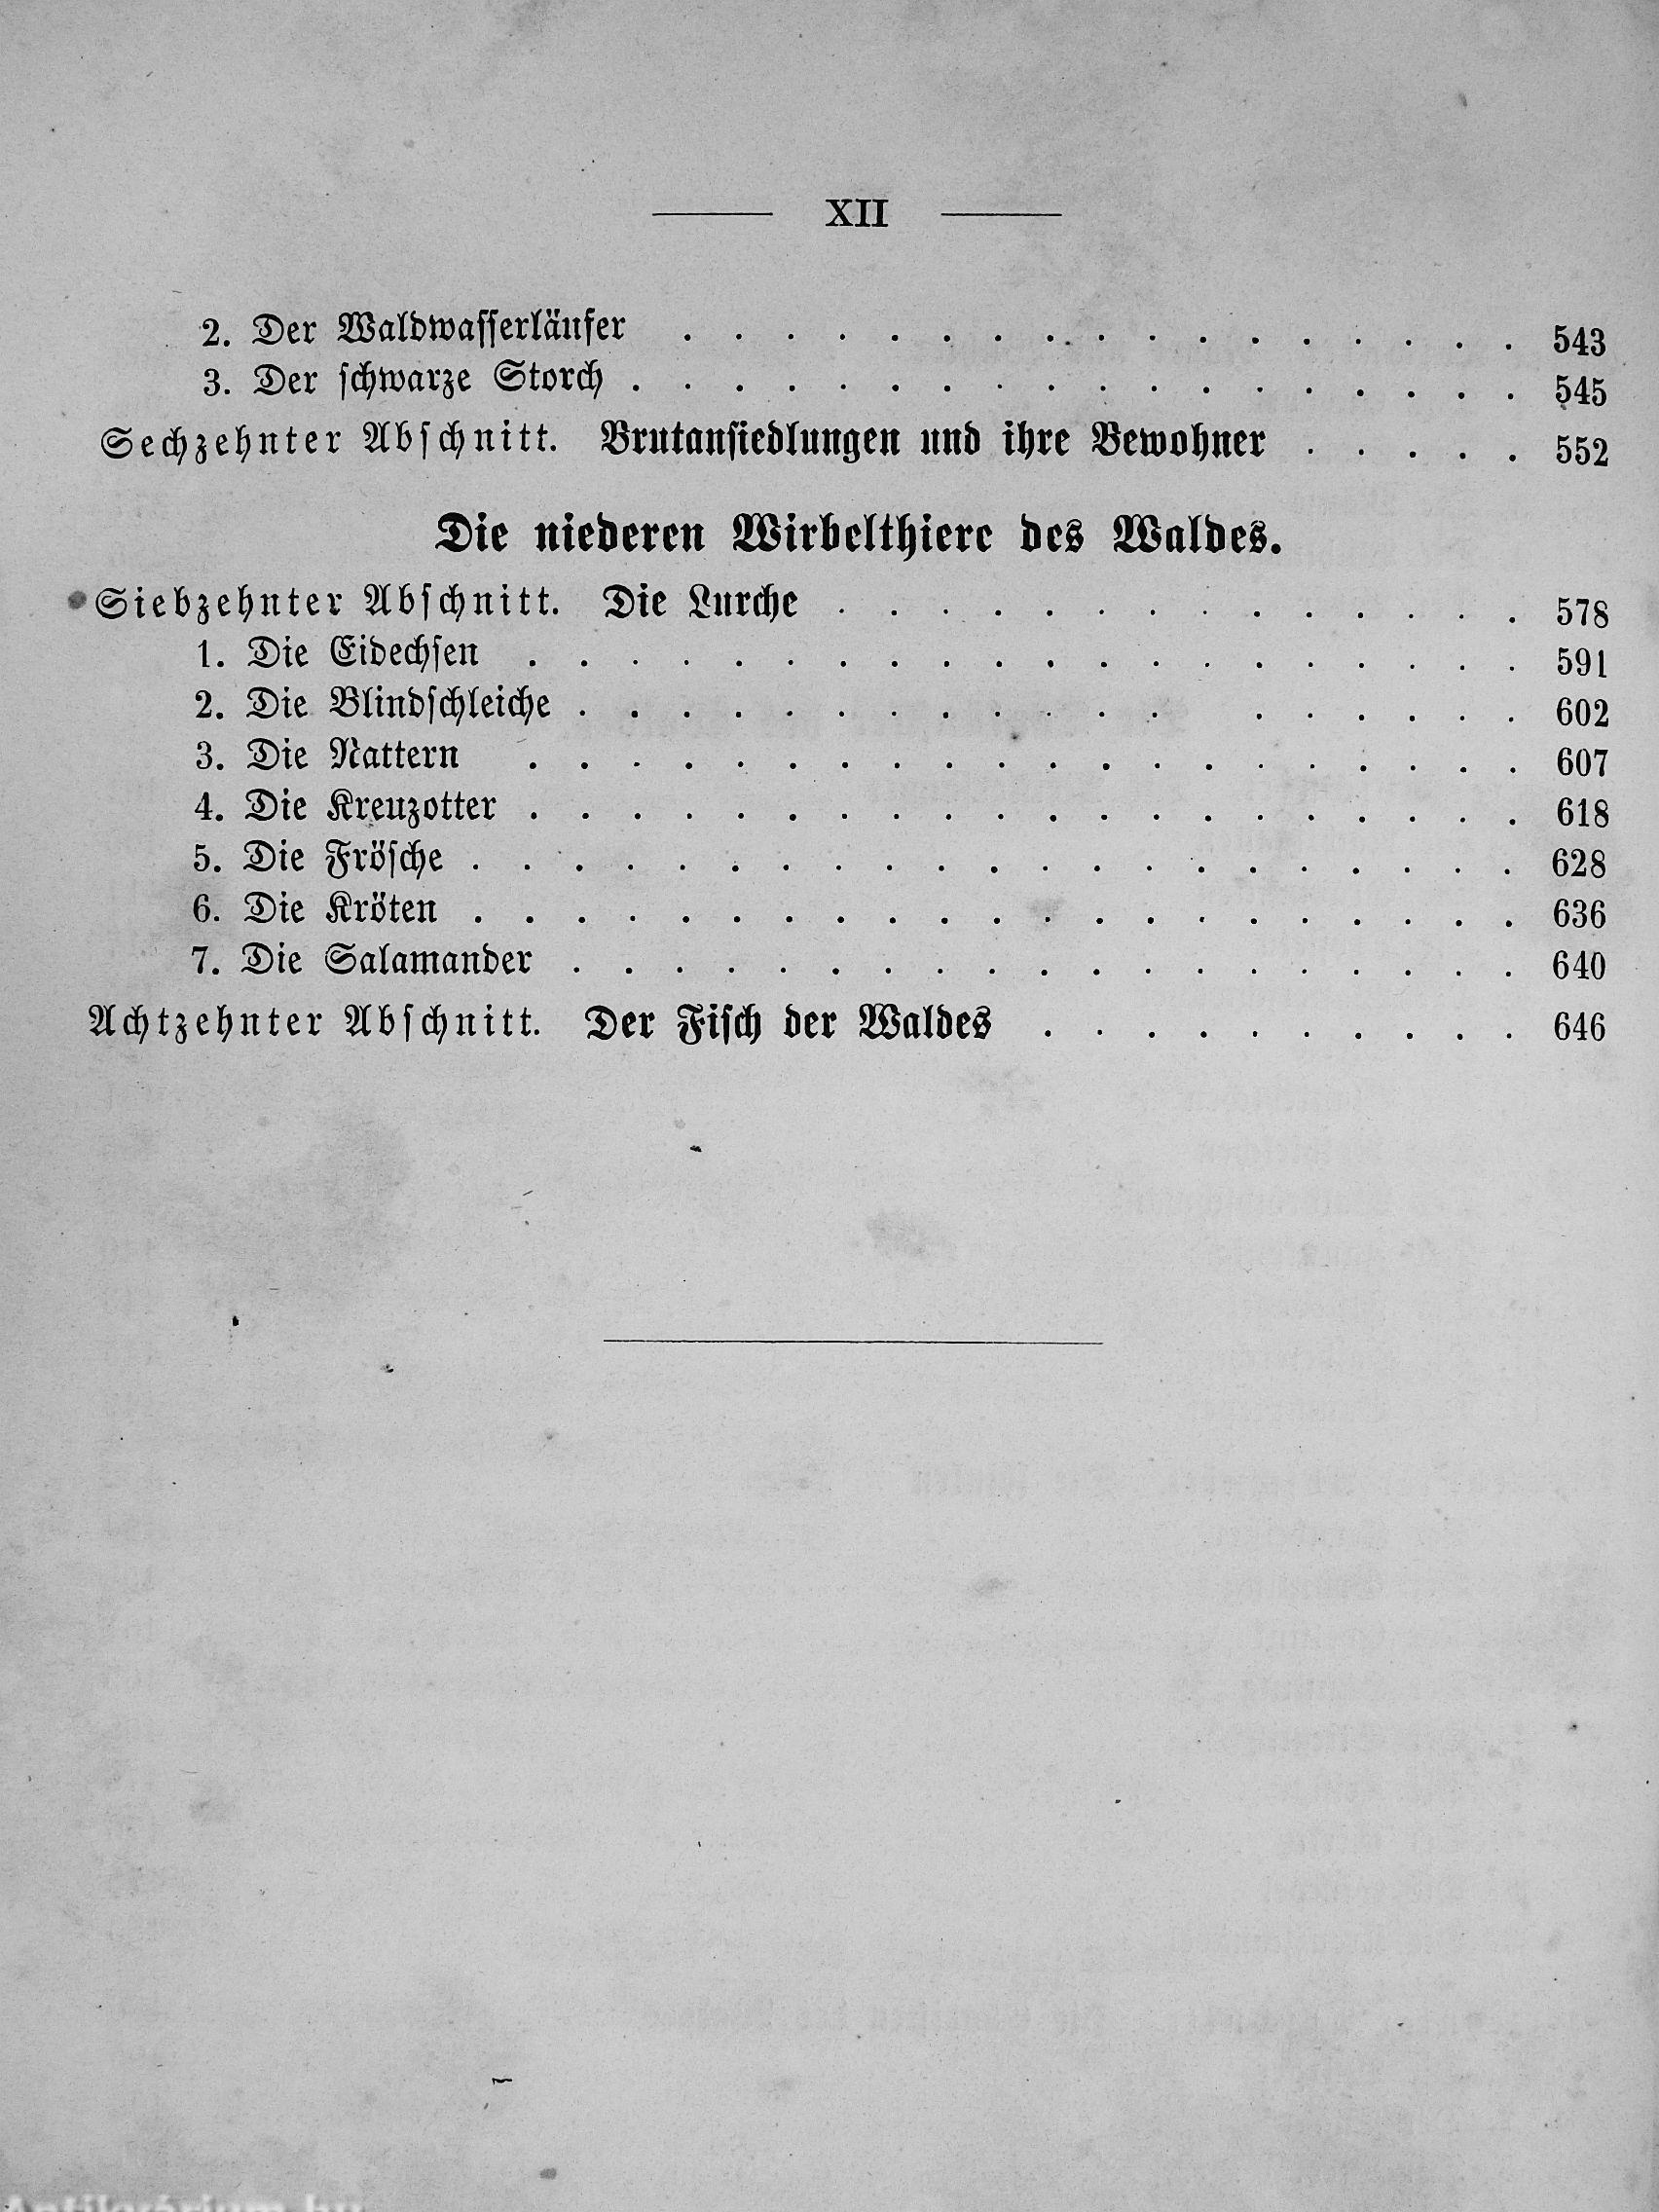 XII
2. Der Waldwasserläufer . . . . . . . . . . . . . . . . . 543
3. Der schwarze Storch . . . . . . . . . . . . . . . . . . 545
Sechzehnter Abschnitt. Brutansiedlungen und ihre Bewohner . . . . . 552
Die niederen Wirbelthiere des Waldes.
Siebzehnter Abschnitt. Die Lurche . . . . . . . . . . . . . . 578
1. Die Eidechsen . . . . . . . . . . . . . . . . . . . . 591
2. Die Blindschleiche . . . . . . . . . . . . . . . . . . 602
3. Die Nattern . . . . . . . . . . . . . . . . . . . . 607
4. Die Kreuzotter . . . . . . . . . . . . . . . . . . . . 618
5. Die Frösche . . . . . . . . . . . . . . . . . . . . . 628
6. Die Kröten . . . . . . . . . . . . . . . . . . . . . 636
7. Die Salamander . . . . . . . . . . . . . . . . . . . 640
Achtzehnter Abschnitt. Der Fisch der Waldes . . . . . . . . . . 646